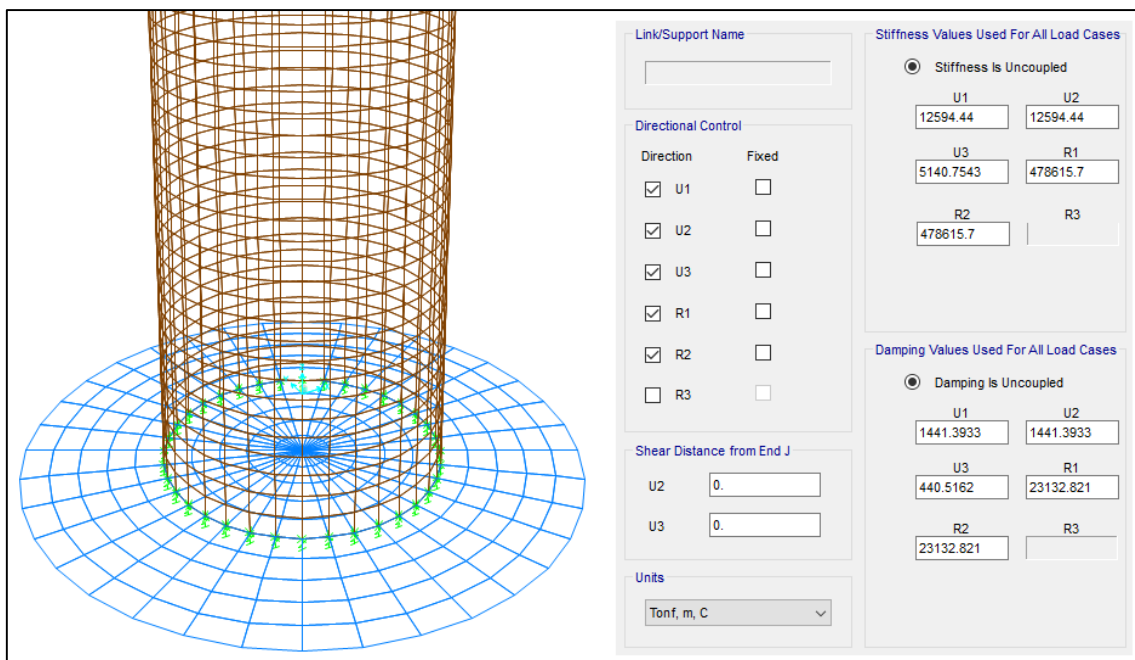 Link/Support Name
Directional Control
Direction Fixed
U1
U2
U3
R1
R2
R3
Shear Distance from End J
U2 0.
U3 0.
Units
Tonf, m, C
Stiffness Values Used For All Load Cases
Stiffness Is Uncoupled
U1 U2
12594.44 12594.44
U3 R1
5140.7543 478615.7
R2 R3
478615.7
Damping Values Used For All Load Cases
Damping Is Uncoupled
U1 U2
1441.3933 1441.3933
U3 R1
440.5162 23132.821
R2 R3
23132.821